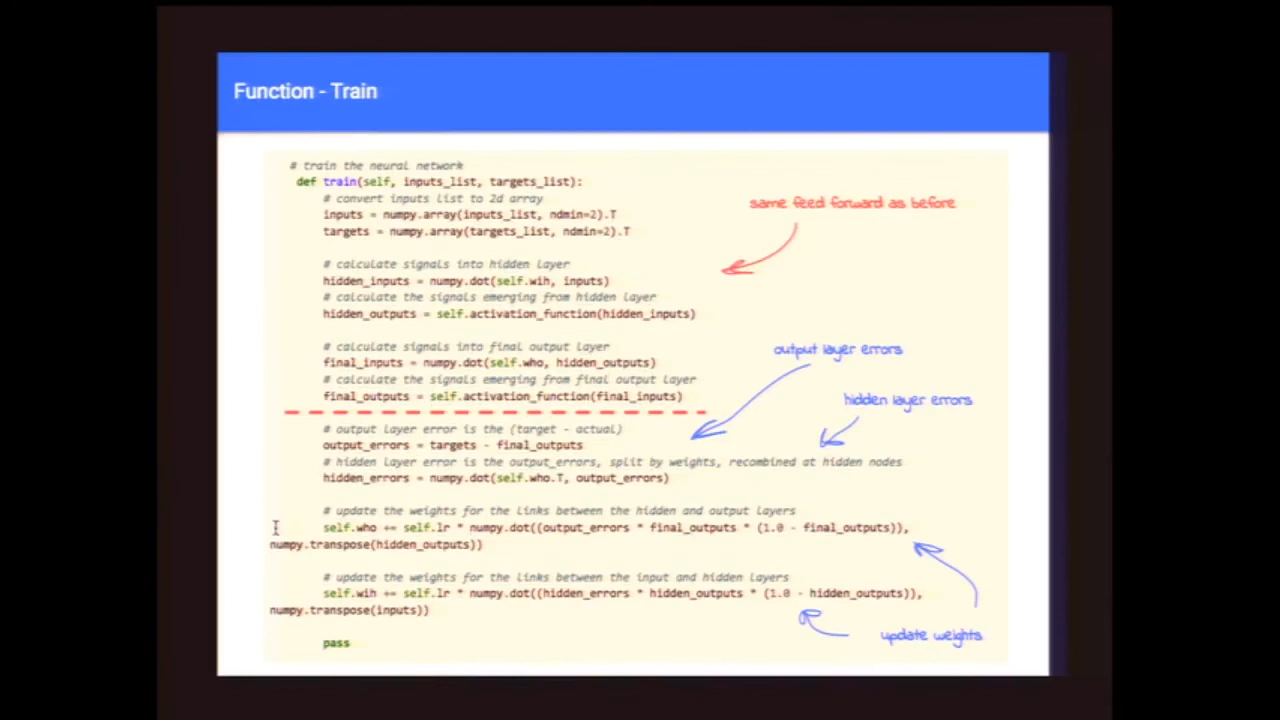 Function - Train
# train the neural network
def train(self, inputs_list, targets_list):
# convert inputs list to 2d array
inputs = numpy.array(inputs_list, ndmin=2).T
targets = numpy.array(targets_list, ndmin=2).T
same feed forward as before
# calculate signals into hidden layer
hidden_inputs = numpy.dot(self.wih, inputs)
# calculate the signals emerging from hidden layer
hidden_outputs = self.activation_function(hidden_inputs)
# calculate signals into final output layer
final_inputs = numpy.dot(self.who, hidden_outputs)
# calculate the signals emerging from final output layer
final_outputs = self.activation_function(final_inputs)
output layer errors
hidden layer errors
# output layer error is the (target - actual)
output_errors = targets - final_outputs
# hidden layer error is the output_errors, split by weights, recombined at hidden nodes
hidden_errors = numpy.dot(self.who.T, output_errors)
# update the weights for the links between the hidden and output layers
self.who += self.lr * numpy.dot((output_errors * final_outputs * (1.0 - final_outputs)),
numpy.transpose(hidden_outputs))
# update the weights for the links between the input and hidden layers
self.wih += self.lr * numpy.dot((hidden_errors * hidden_outputs * (1.0 - hidden_outputs)),
numpy.transpose(inputs))
update weights
pass